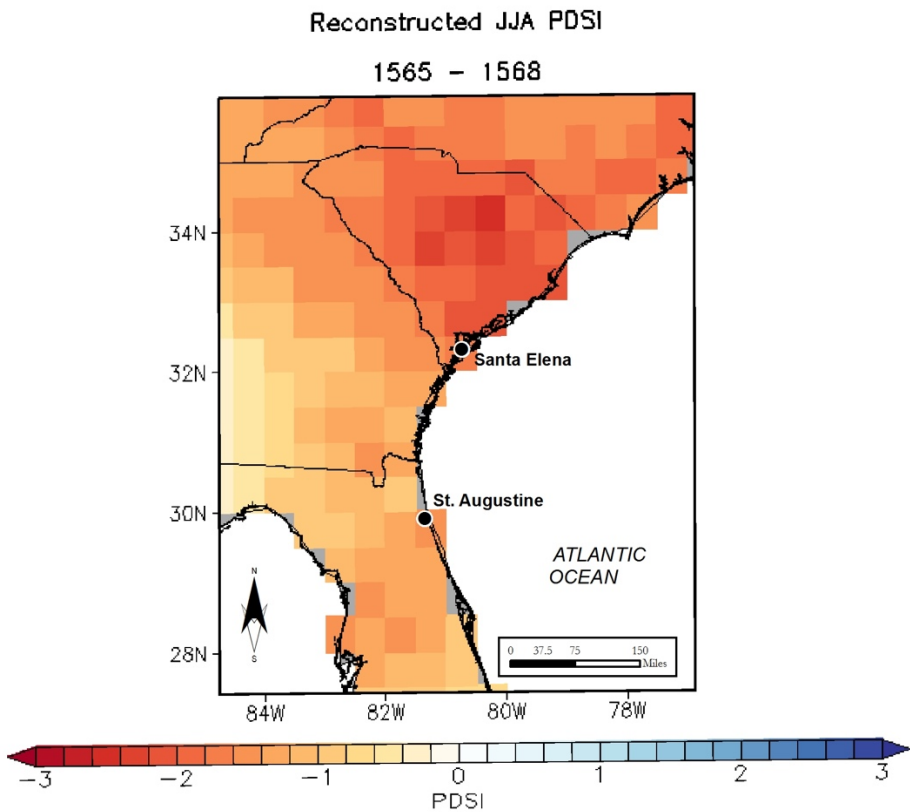 Reconstructed JJA PDSI
1565 – 1568
34N
Santa Elena
32N
St. Augustine
30N
ATLANTIC
OCEAN
N
S
0 37.5 75 150
Miles
28N
84W 82W 80W 78W
−3 −2 −1 0 1 2 3
PDSI